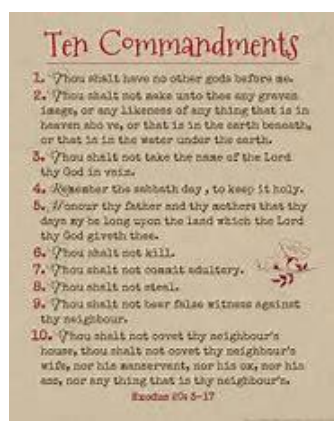 Ten Commandments
1. Thou shalt have no other gods before me.
2. Thou shalt not make unto thee any graven
image, or any likeness of any thing that is in
heaven abo ve, or that is in the earth beneath,
or that is in the water under the earth.
3. Thou shalt not take the name of the Lord
thy God in vain.
4. Remember the sabbath day , to keep it holy.
5. Honour thy father and thy mother: that thy
days my be long upon the land which the Lord
thy God giveth thee.
6. Thou shalt not kill.
7. Thou shalt not commit adultery.
8. Thou shalt not steal.
9. Thou shalt not bear false witness against
thy neighbour.
10. Thou shalt not covet thy neighbour's
house, thou shalt not covet thy neighbour's
wife, nor his manservant, nor his ox, nor his
ass, nor any thing that is thy neighbour's.
Exodus 20: 3-17